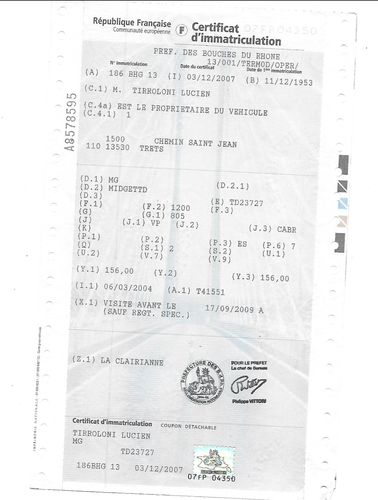 République Française
Communauté européenne
F
Certificat
d'immatriculation
PREF. DES BOUCHES DU RHONE
13/001/TERMOD/OPER/
N° immatriculation Date du certificat Date de 1ère immatriculation
(A) 186 BHG 13 (I) 03/12/2007 (B) 11/12/1953
(C.1) M. TIRROLONI LUCIEN
(C.4a) EST LE PROPRIETAIRE DU VEHICULE
(C.4.1) 1
A8578595
1500 CHEMIN SAINT JEAN
110 13530 TRETS
(D.1) MG
(D.2) MIDGETTD (D.2.1)
(D.3) (E) TD23727
(F.1) (F.2) 1200 (F.3)
(G) (G.1) 805
(J) (J.1) VP (J.2) (J.3) CABR
(K)
(P.1) (P.2) (P.3) ES (P.6) 7
(Q) (S.1) 2 (S.2) (U.1)
(U.2) (V.7) (V.9)
(Y.1) 156,00 (Y.2) (Y.3) 156,00
(I.1) 06/03/2004 (A.1) T41551
(X.1) VISITE AVANT LE 17/09/2009 A
(SAUF REGT. SPEC.)
(Z.1) LA CLAIRIANNE
POUR LE PREFET
La chef de Bureau
Philippe VITTORI
Certificat d'immatriculation COUPON DETACHABLE
TIRROLONI LUCIEN
MG
TD23727
186BHG 13 03/12/2007
07FP 04350